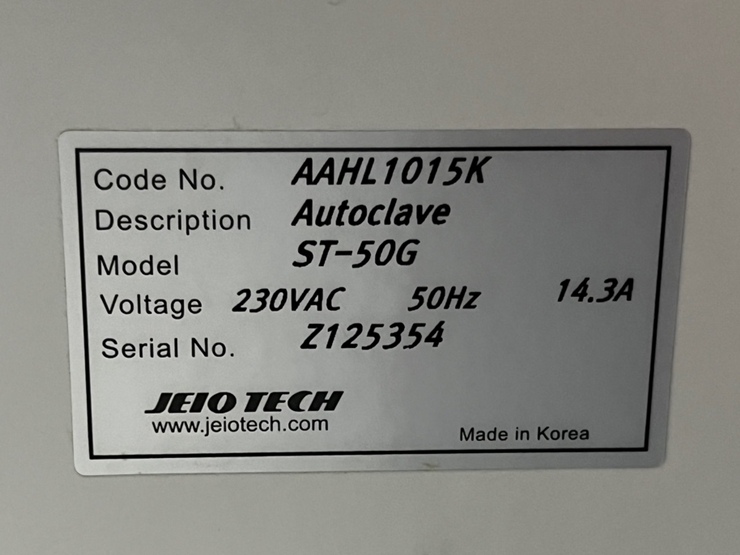 Code No. AAHL1015K
Description Autoclave
Model ST-50G
Voltage 230VAC 50Hz 14.3A
Serial No. Z125354
JEIO TECH
www.jeiotech.com
Made in Korea